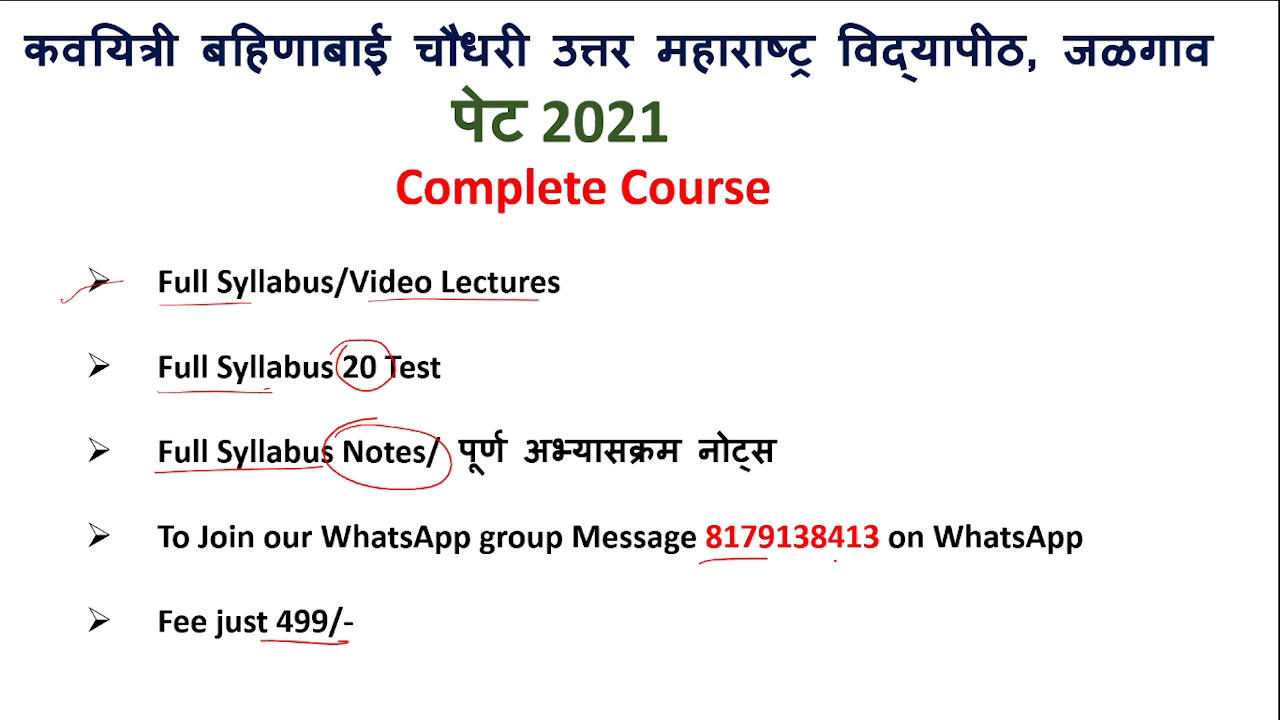 कवयित्री बहिणाबाई चौधरी उत्तर महाराष्ट्र विद्‌यापीठ, जळगाव
पेट 2021
Complete Course
➢ Full Syllabus/Video Lectures
➢ Full Syllabus 20 Test
➢ Full Syllabus Notes/ पूर्ण अभ्यासक्रम नोट्स
➢ To Join our WhatsApp group Message 8179138413 on WhatsApp
➢ Fee just 499/-